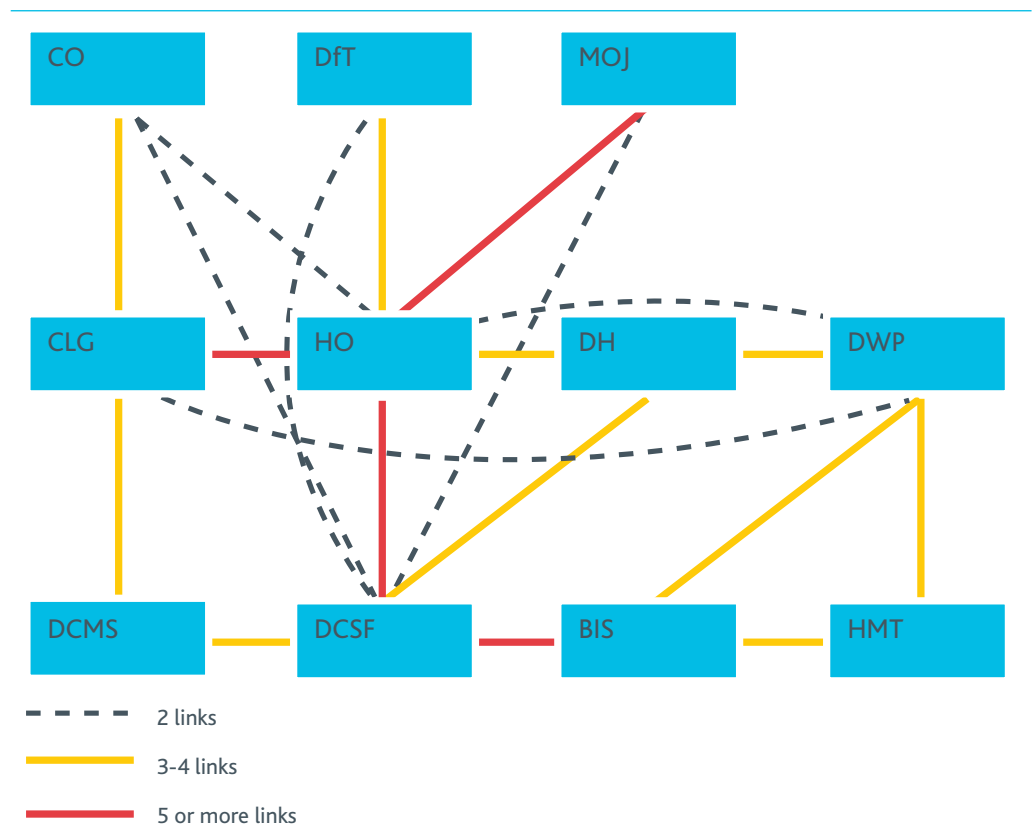 CO
DfT
MOJ
CLG
HO
DH
DWP
DCMS
DCSF
BIS
HMT
2 links
3-4 links
5 or more links